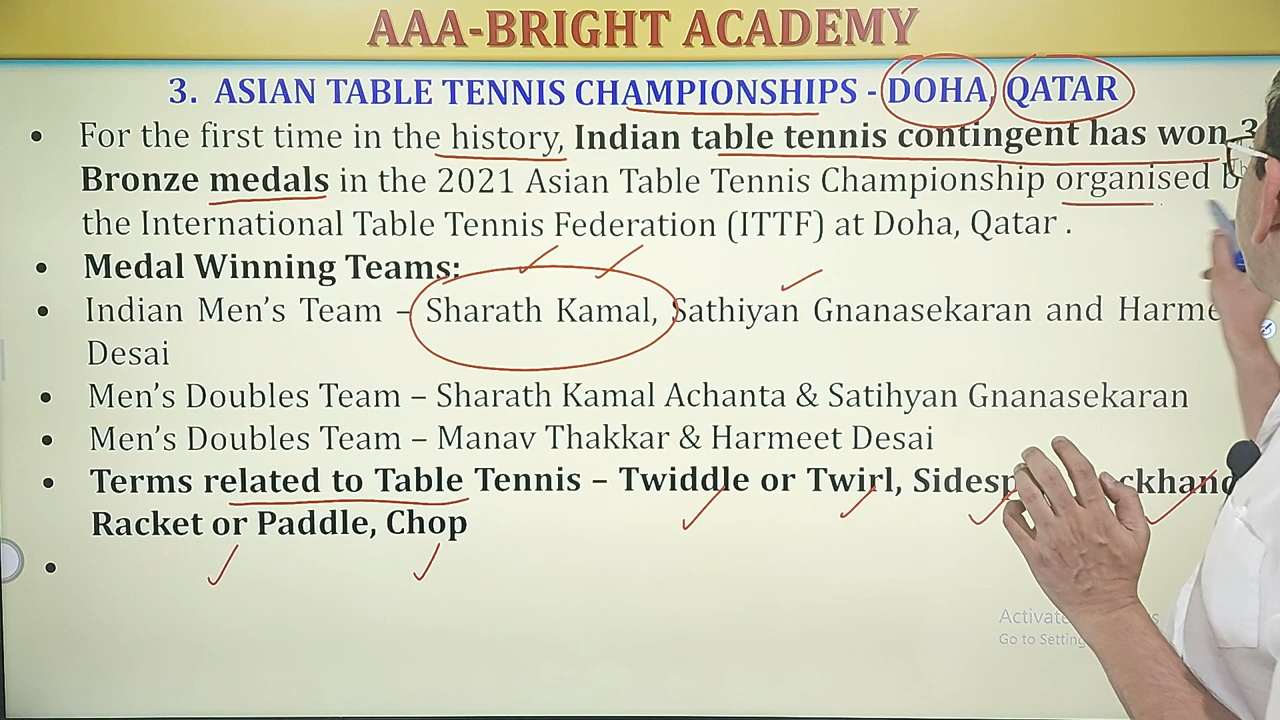 AAA-BRIGHT ACADEMY
3. ASIAN TABLE TENNIS CHAMPIONSHIPS - DOHA, QATAR
• For the first time in the history, Indian table tennis contingent has won 3
Bronze medals in the 2021 Asian Table Tennis Championship organised
the International Table Tennis Federation (ITTF) at Doha, Qatar .
• Medal Winning Teams:
• Indian Men's Team – Sharath Kamal, Sathiyan Gnanasekaran and
Desai
• Men's Doubles Team – Sharath Kamal Achanta & Satihyan Gnanasekaran
• Men's Doubles Team – Manav Thakkar & Harmeet Desai
• Terms related to Table Tennis – Twiddle or Twirl,
Racket or Paddle, Chop
•
Activate
Go to